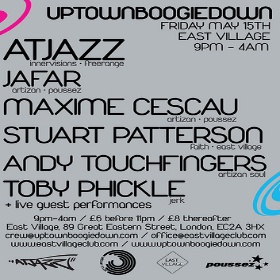 UPTOWNBOOGIEDOWN
FRIDAY MAY 15TH
EAST VILLAGE
9PM - 4AM
ATJAZZ
innervisions • freerange
JAFAR
artizan • poussez
MAXIME CESCAU
artizan • poussez
STUART PATTERSON
faith • east village
ANDY TOUCHFINGERS
artizan soul
TOBY PHICKLE
jerk
+ live guest performances
9pm-4am / £6 before 11pm / £8 thereafter
East Village, 89 Great Eastern Street, London, EC2A 3HX
crew@uptownboogiedown.com / office@eastvillageclub.com
www.eastvillageclub.com / www.uptownboogiedown.com
ATJAZZ
EAST VILLAGE
poussez